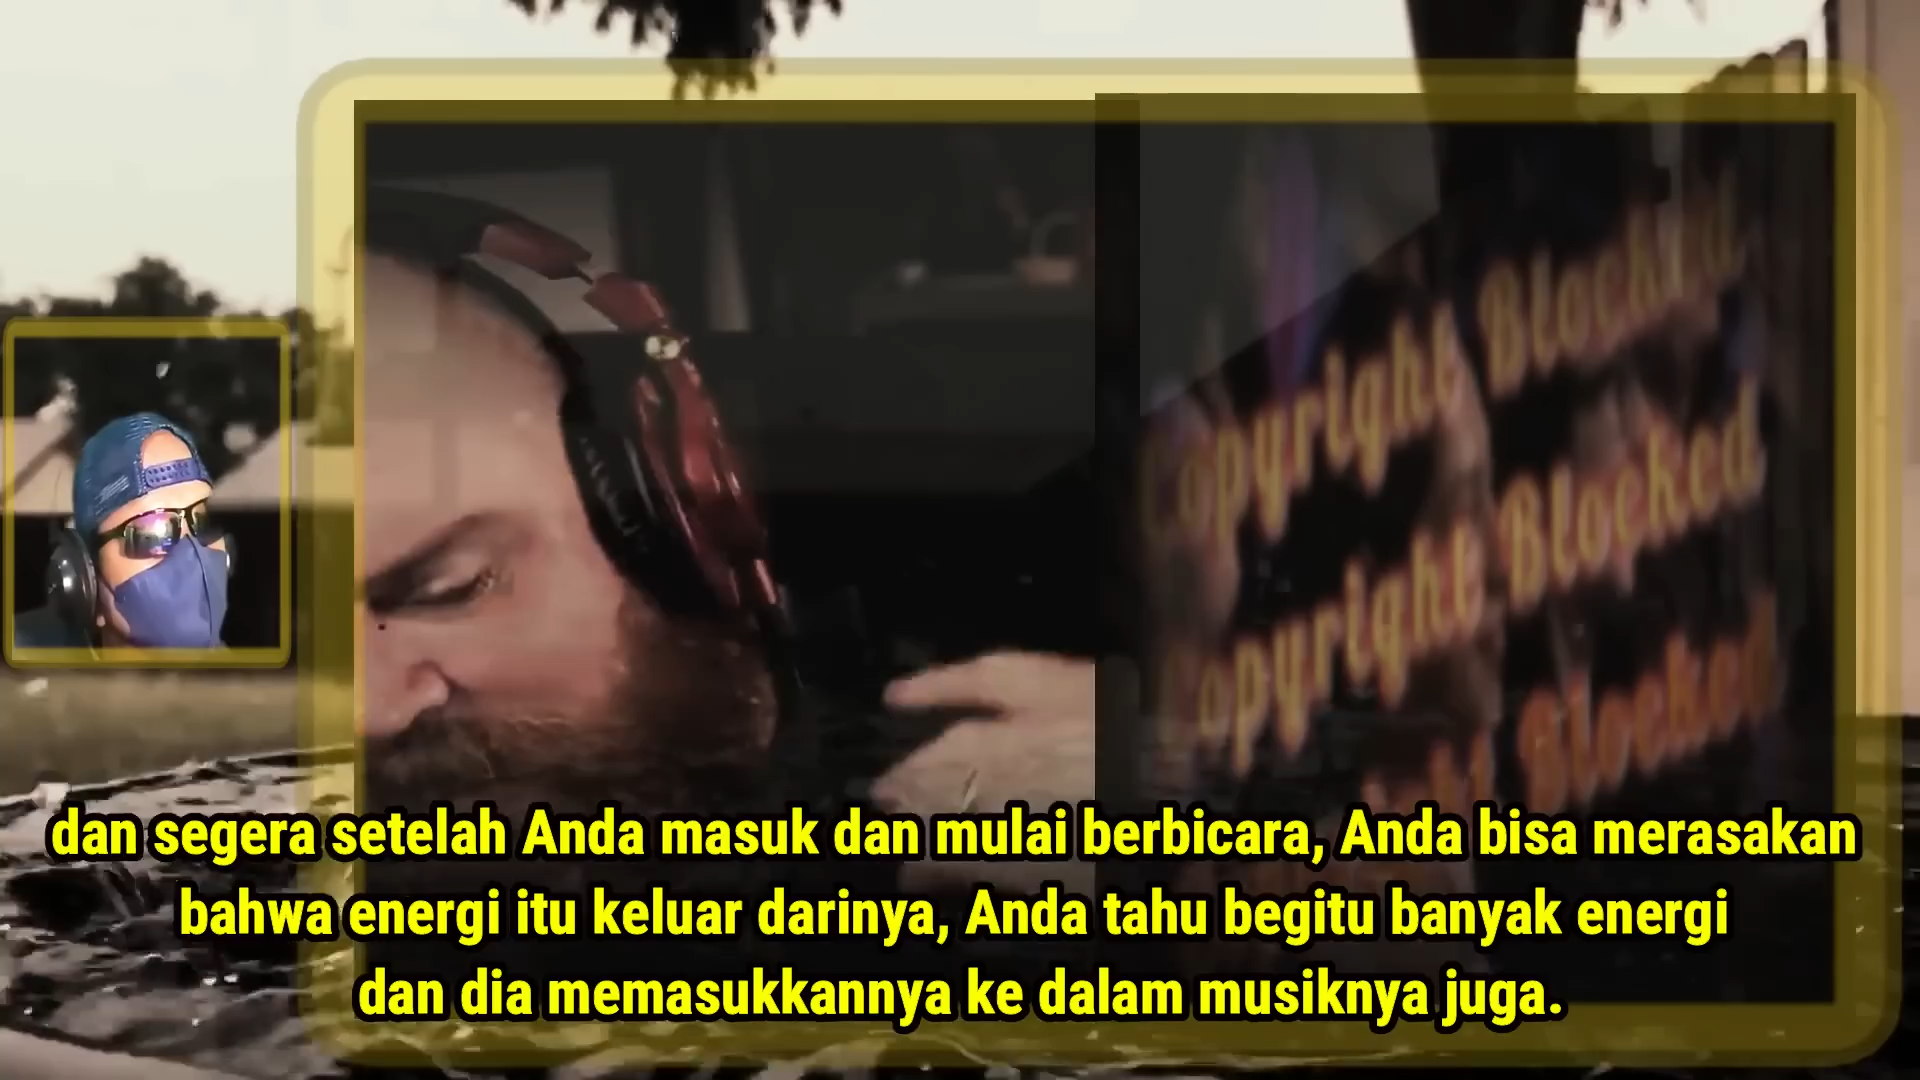 Copyright Blocked
Copyright Blocked
Blocked
dan segera setelah Anda masuk dan mulai berbicara, Anda bisa merasakan
bahwa energi itu keluar darinya, Anda tahu begitu banyak energi
dan dia memasukkannya ke dalam musiknya juga.